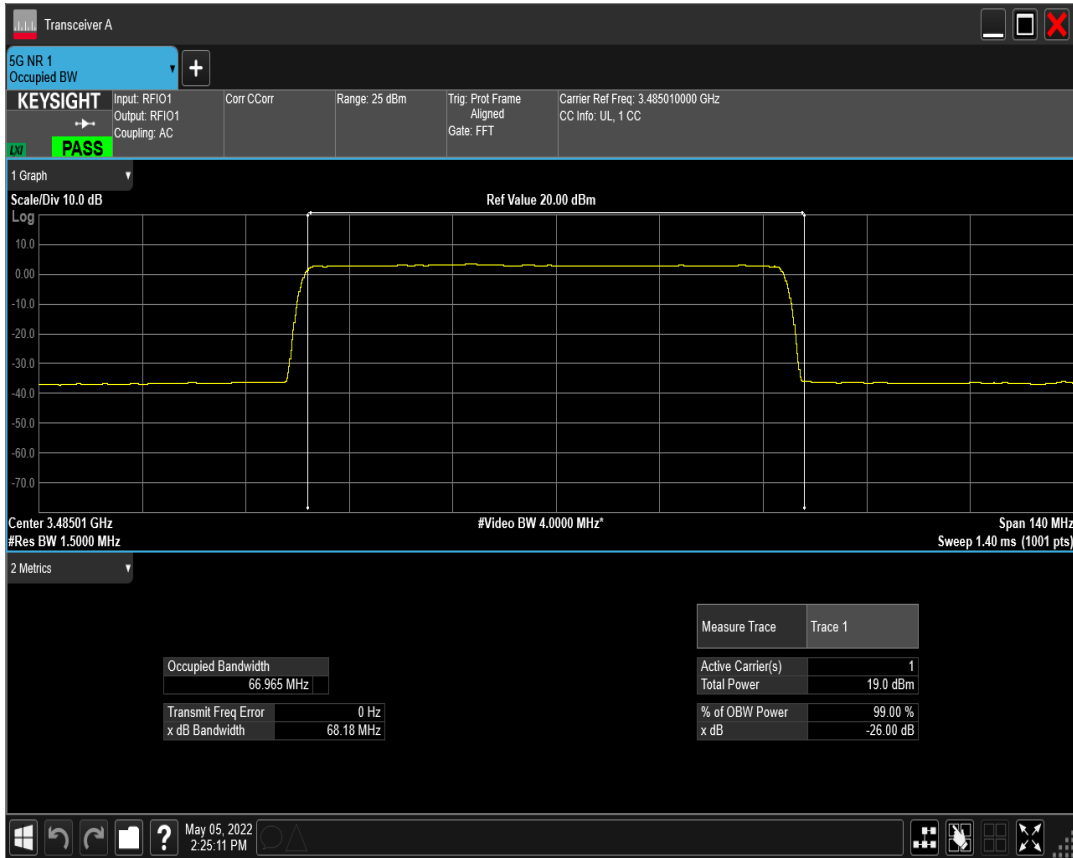 Transceiver A
5G NR 1
Occupied BW
+
KEYSIGHT
LXI
PASS
Input: RFIO1
Output: RFIO1
Coupling: AC
Corr CCorr
Range: 25 dBm
Trig: Prot Frame
Aligned
Gate: FFT
Carrier Ref Freq: 3.485010000 GHz
CC Info: UL, 1 CC
1 Graph
Scale/Div 10.0 dB
Ref Value 20.00 dBm
Log
10.0
0.00
-10.0
-20.0
-30.0
-40.0
-50.0
-60.0
-70.0
Center 3.48501 GHz
#Video BW 4.0000 MHz*
Span 140 MHz
#Res BW 1.5000 MHz
Sweep 1.40 ms (1001 pts)
2 Metrics
Measure Trace Trace 1
Occupied Bandwidth
66.965 MHz
Active Carrier(s) 1
Total Power 19.0 dBm
Transmit Freq Error 0 Hz
x dB Bandwidth 68.18 MHz
% of OBW Power 99.00 %
x dB -26.00 dB
?
May 05, 2022
2:25:11 PM